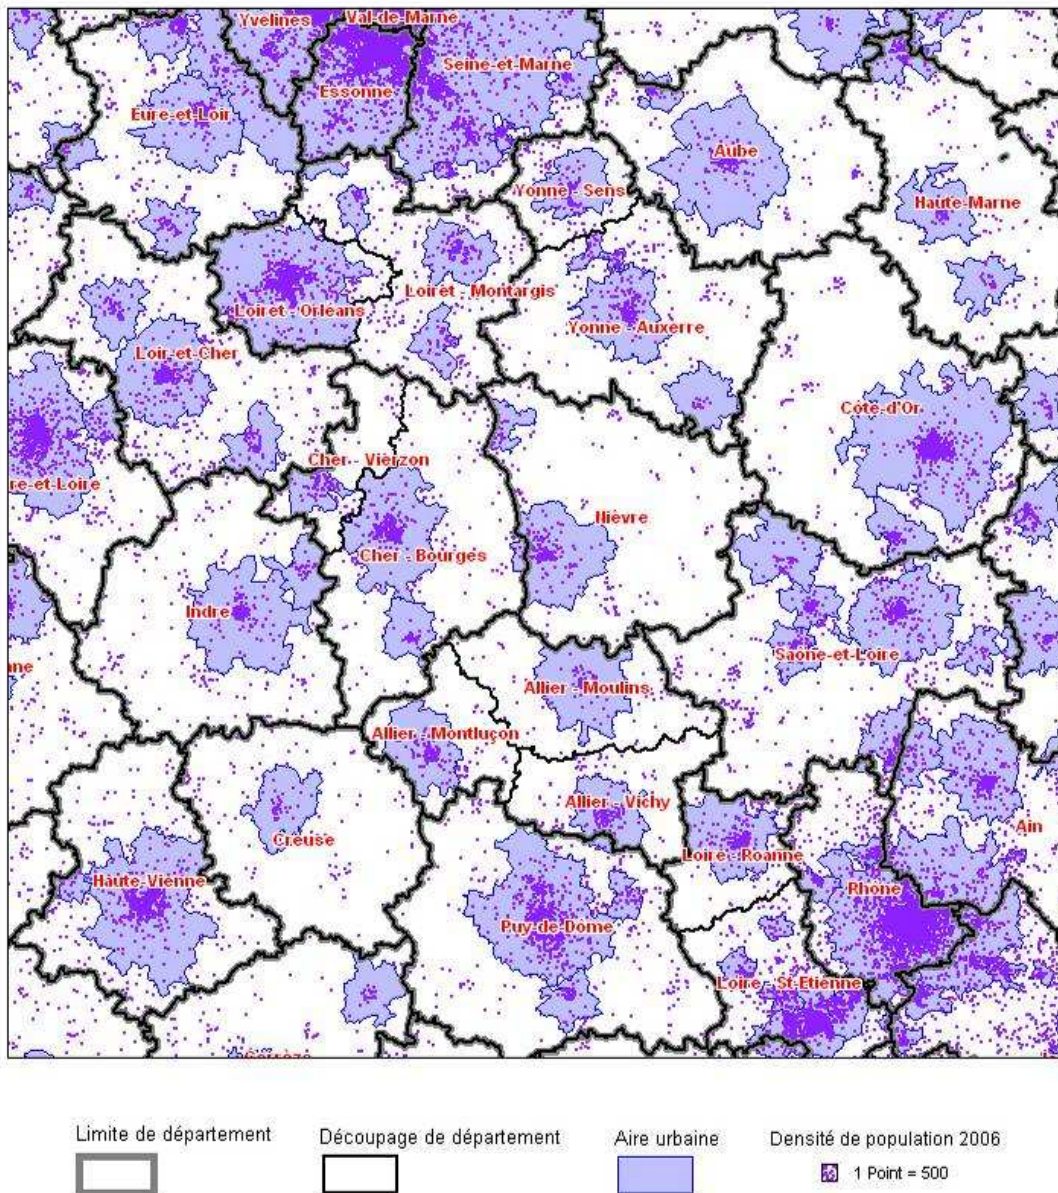 Yvelines
Val-de-Marne
Seine-et-Marne
Essonne
Eure-et-Loir
Aube
Yonne - Sens
Haute-Marne
Loiret - Montargis
Loiret - Orléans
Yonne - Auxerre
Loir-et-Cher
Côte-d'Or
Cher - Vierzon
re-et-Loire
Nièvre
Cher - Bourges
Indre
Saône-et-Loire
nne
Allier - Moulins
Allier - Montluçon
Allier - Vichy
Ain
Creuse
Loire - Roanne
Haute-Vienne
Rhône
Puy-de-Dôme
Loire - St-Etienne
Limite de département
Découpage de département
Aire urbaine
Densité de population 2006
1 Point = 500